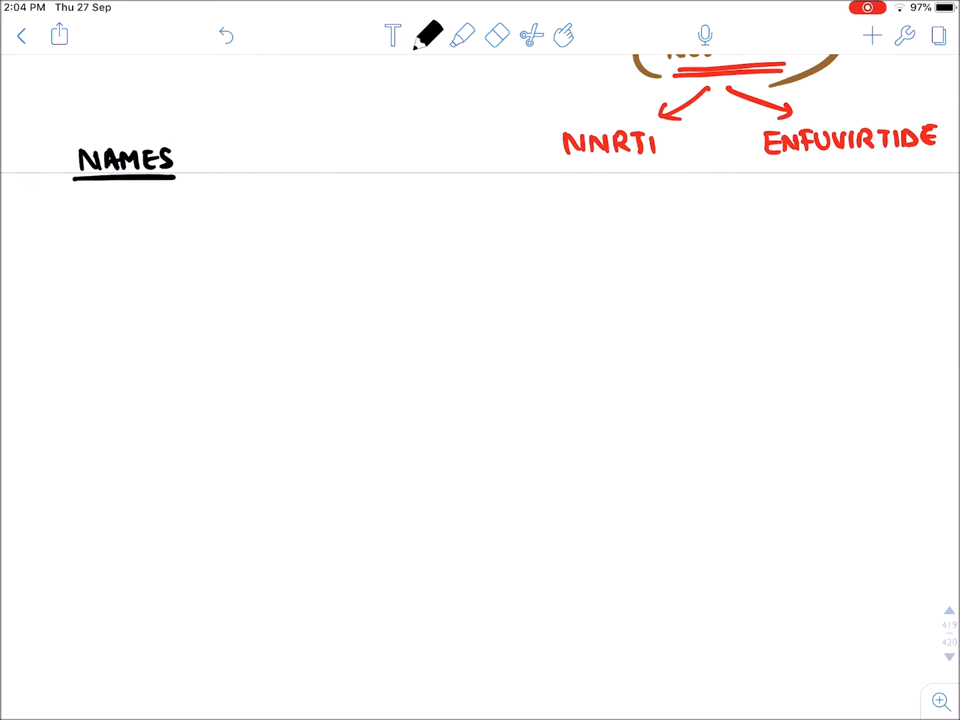 2:04 PM Thu 27 Sep 97%
T
NNRTI ENFUVIRTIDE
NAMES
419
420